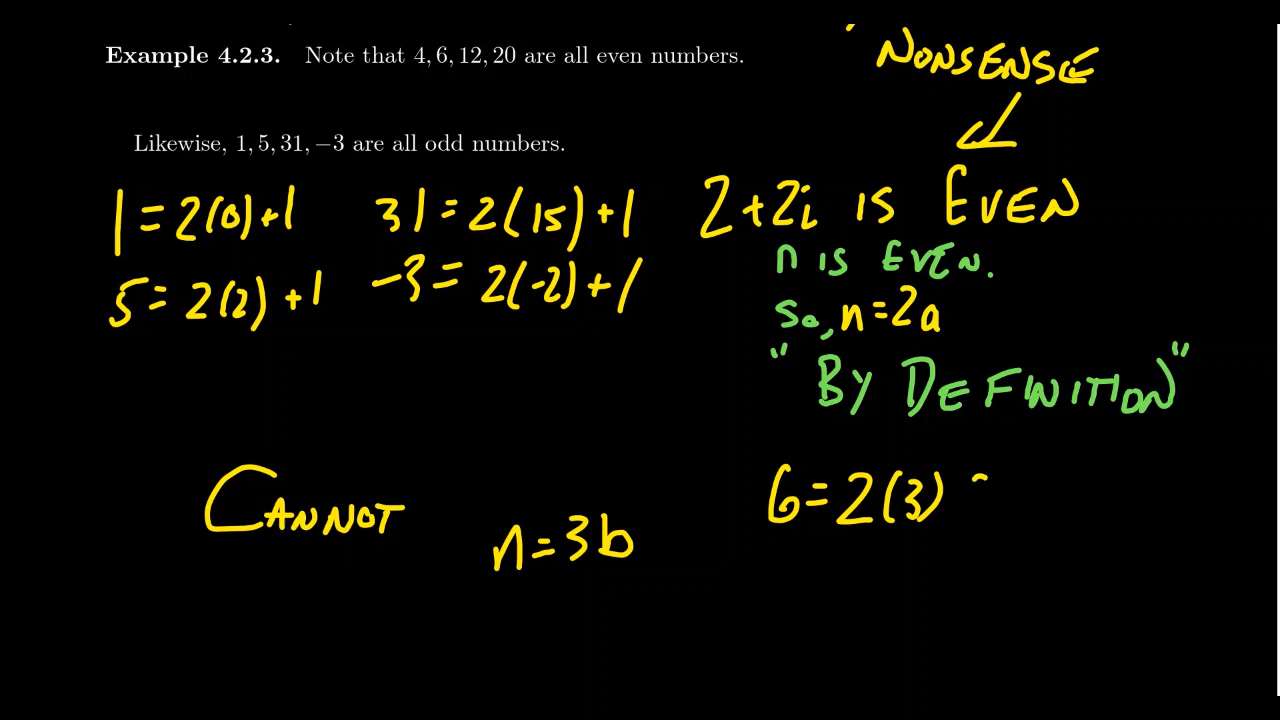 Example 4.2.3. Note that 4, 6, 12, 20 are all even numbers.
NONSENSE
Likewise, 1, 5, 31, −3 are all odd numbers.
1 = 2(0)+1
31 = 2(15)+1
2+2i IS EVEN
5 = 2(2)+1
-3 = 2(-2)+1
n IS EVEN.
So, n=2a
"BY DEFINITION"
CANNOT
n=3b
6=2(3)